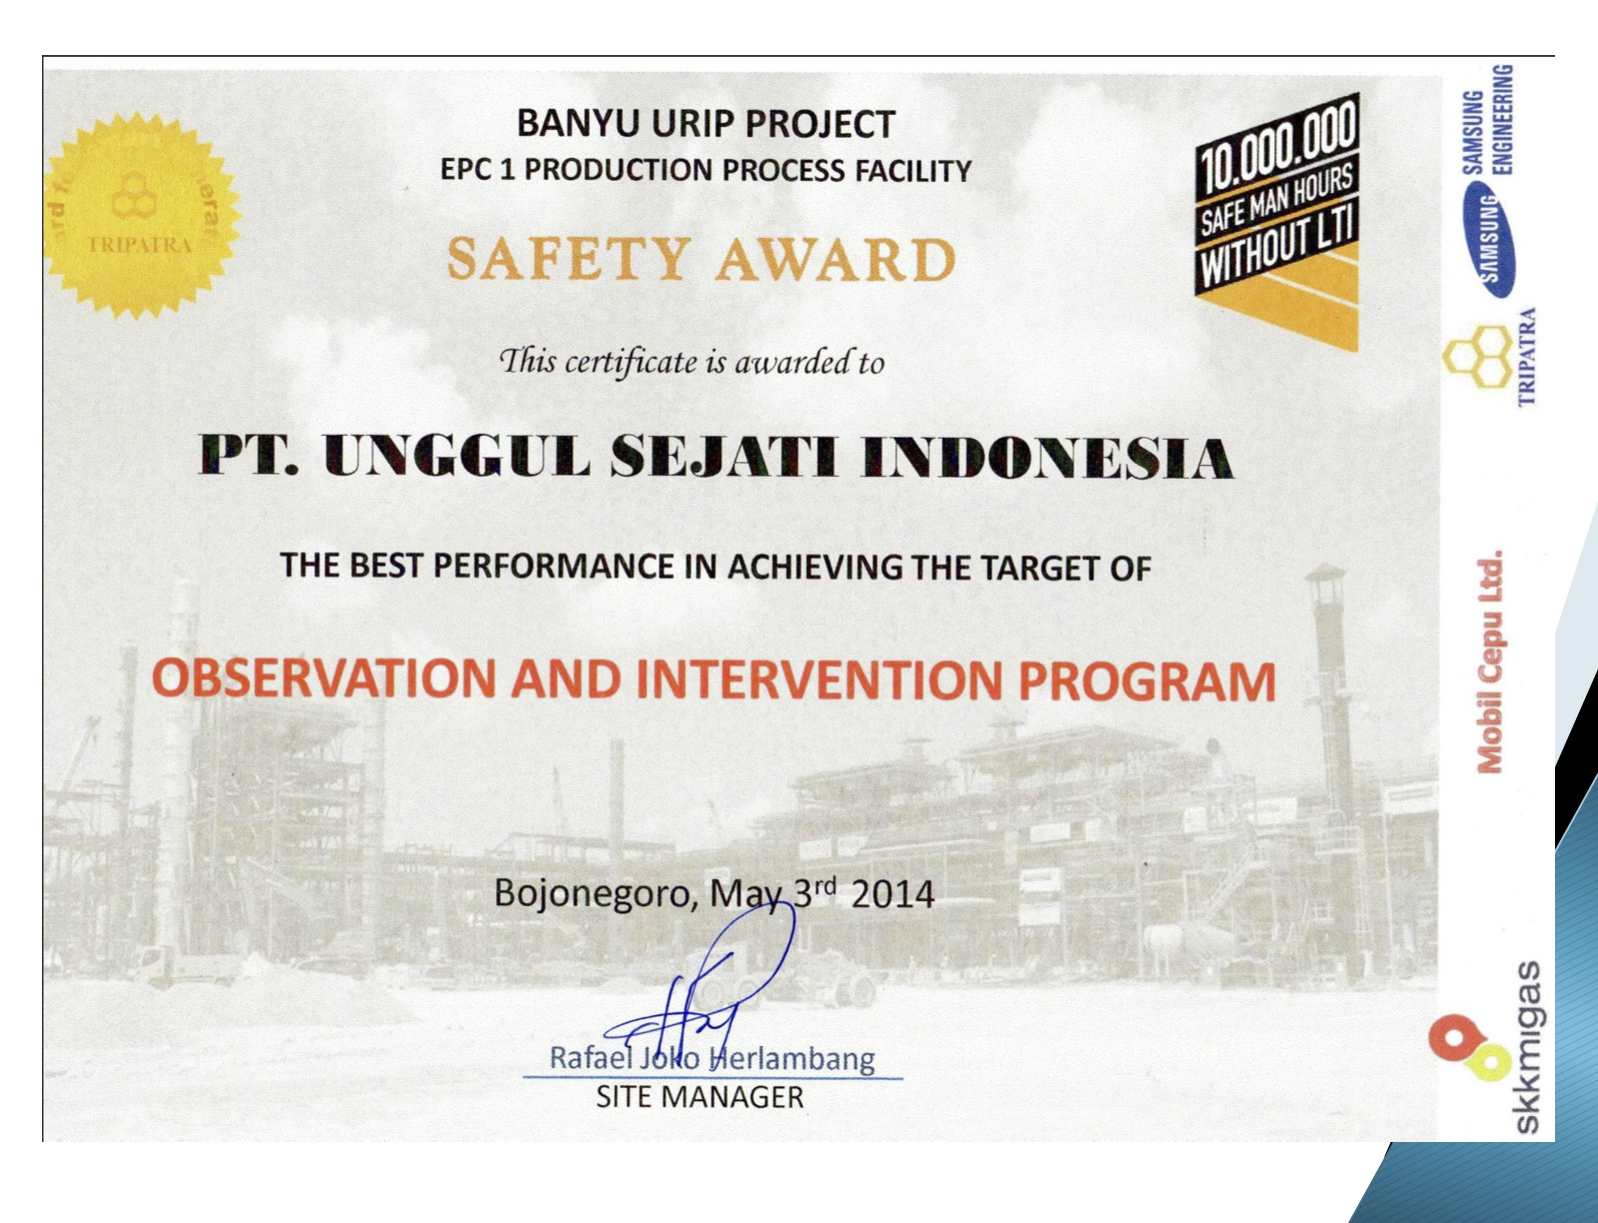 BANYU URIP PROJECT
EPC 1 PRODUCTION PROCESS FACILITY
SAFETY AWARD
TRIPATRA
10.000.000
SAFE MAN HOURS
WITHOUT LTI
This certificate is awarded to
PT. UNGGUL SEJATI INDONESIA
THE BEST PERFORMANCE IN ACHIEVING THE TARGET OF
OBSERVATION AND INTERVENTION PROGRAM
Bojonegoro, May 3rd 2014
Rafael Joko Herlambang
SITE MANAGER
SAMSUNG
SAMSUNG
ENGINEERING
TRIPATRA
Mobil Cepu Ltd.
skkmigas